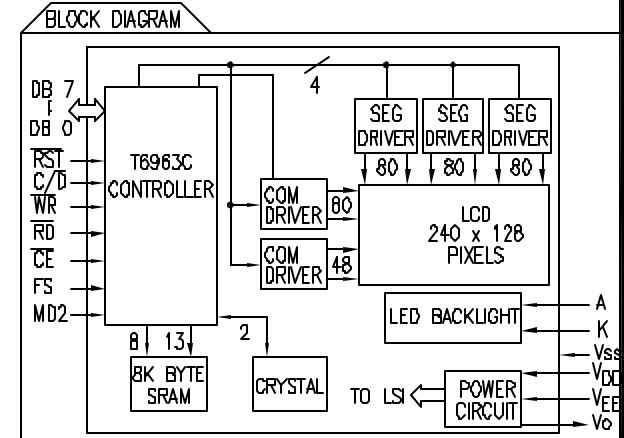 BLOCK DIAGRAM
4
DB 7
DB 0
RST
C/D
WR
RD
CE
FS
MD2
T6963C
CONTROLLER
SEG
DRIVER
SEG
DRIVER
SEG
DRIVER
80
80
80
COM
DRIVER
80
COM
DRIVER
48
LCD
240 x 128
PIXELS
LED BACKLIGHT
A
K
Vss
VDD
VEE
Vo
8
13
2
8K BYTE
SRAM
CRYSTAL
TO LSI
POWER
CIRCUIT